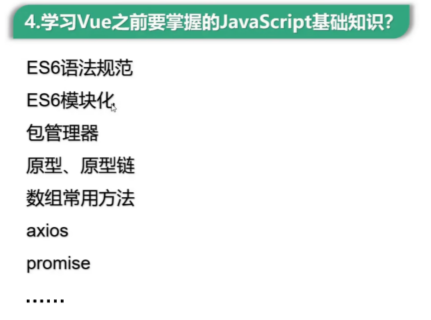 4.学习Vue之前要掌握的JavaScript基础知识？
ES6语法规范
ES6模块化
包管理器
原型、原型链
数组常用方法
axios
promise
……